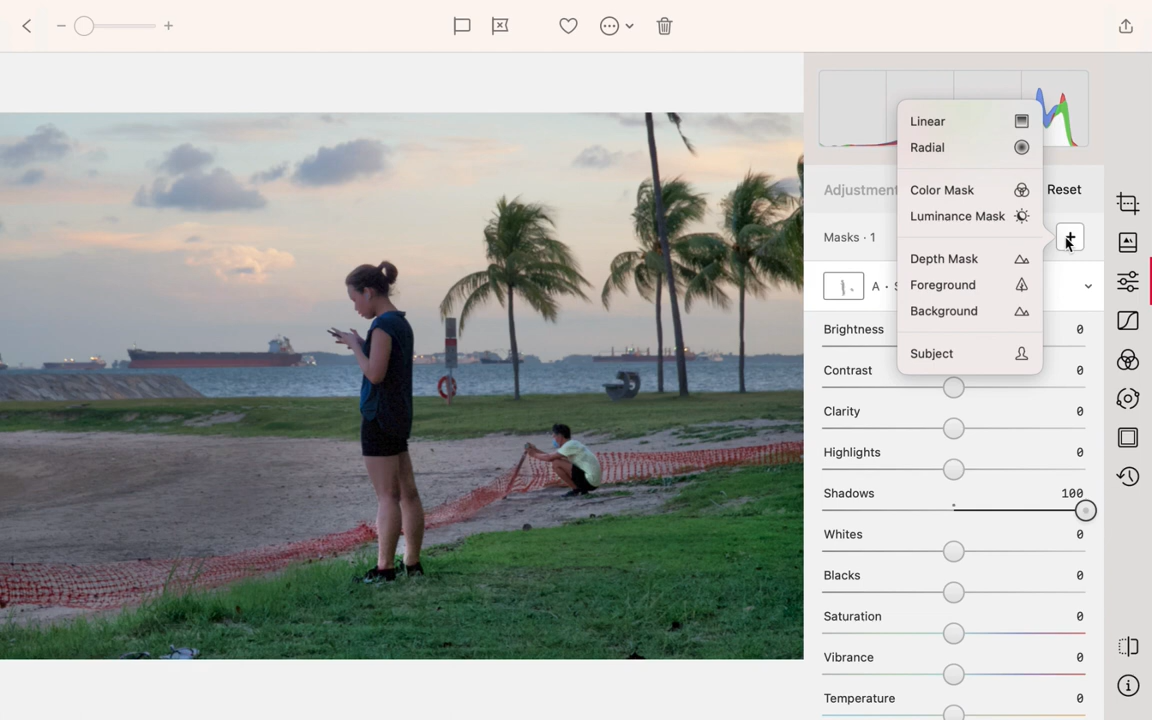 Linear
Radial
Adjustment
Reset
Color Mask
Luminance Mask
Masks · 1
Depth Mask
Foreground
A ·
Background
Brightness 0
Subject
Contrast 0
Clarity 0
Highlights 0
Shadows 100
Whites 0
Blacks 0
Saturation 0
Vibrance 0
Temperature 0